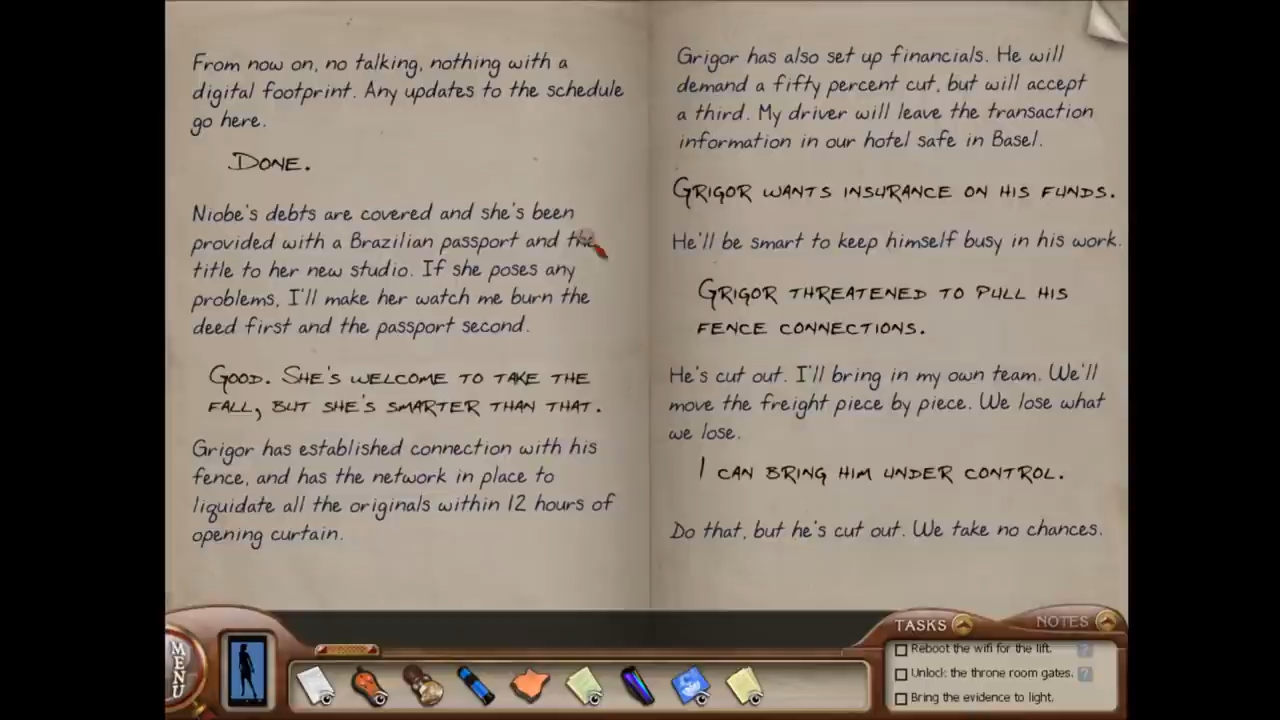 From now on, no talking, nothing with a
digital footprint. Any updates to the schedule
go here.
DONE.
Niobe's debts are covered and she's been
provided with a Brazilian passport and the
title to her new studio. If she poses any
problems, I'll make her watch me burn the
deed first and the passport second.
GOOD. SHE'S WELCOME TO TAKE THE
FALL, BUT SHE'S SMARTER THAN THAT.
Grigor has established connection with his
fence, and has the network in place to
liquidate all the originals within 12 hours of
opening curtain.
Grigor has also set up financials. He will
demand a fifty percent cut, but will accept
a third. My driver will leave the transaction
information in our hotel safe in Basel.
GRIGOR WANTS INSURANCE ON HIS FUNDS.
He'll be smart to keep himself busy in his work.
GRIGOR THREATENED TO PULL HIS
FENCE CONNECTIONS.
He's cut out. I'll bring in my own team. We'll
move the freight piece by piece. We lose what
we lose.
I CAN BRING HIM UNDER CONTROL.
Do that, but he's cut out. We take no chances.
MENU
TASKS
NOTES
Reboot the wifi for the lift. ?
Unlock: the throne room gates. ?
Bring the evidence to light.